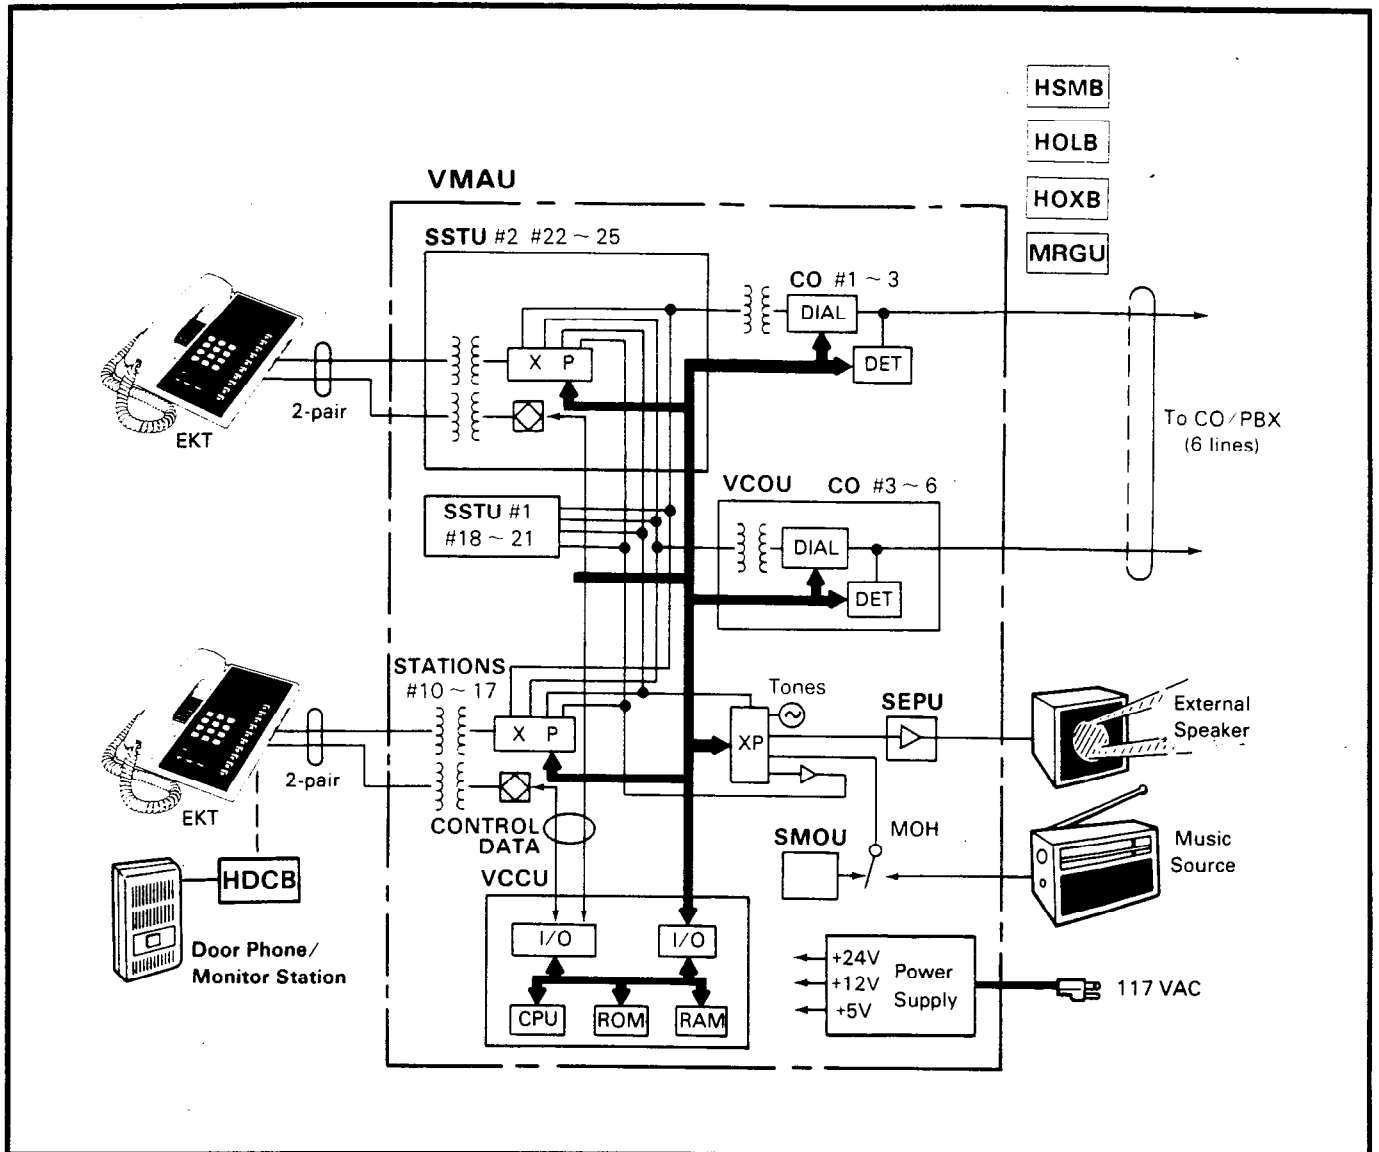 HSMB
HOLB
HOXB
MRGU
VMAU
SSTU #2 #22 ~ 25
CO #1 ~ 3
DIAL
X P
DET
2-pair
EKT
To CO/PBX
(6 lines)
VCOU CO #3 ~ 6
SSTU #1
#18 ~ 21
DIAL
DET
STATIONS
#10 ~ 17
Tones
SEPU
External
Speaker
X P
XP
2-pair
EKT
CONTROL
DATA
SMOU
MOH
Music
Source
VCCU
HDCB
I/O
I/O
Door Phone/
Monitor Station
+24V
+12V
+5V
Power
Supply
117 VAC
CPU
ROM
RAM